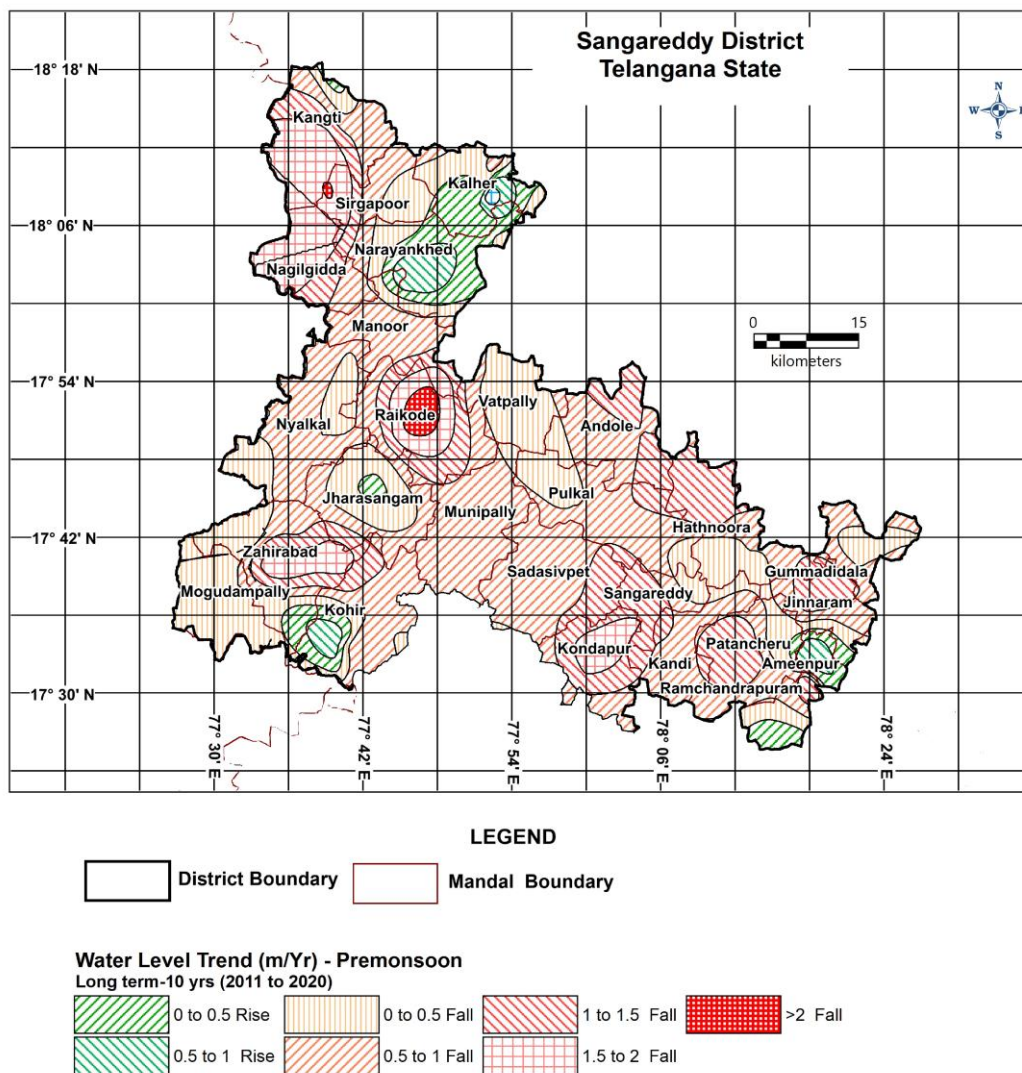 Sangareddy District
Telangana State
18° 18' N
N
W
E
S
Kangti
Kalher
Sirgapoor
18° 06' N
Narayankhed
Nagilgidda
Manoor
0 15
kilometers
17° 54' N
Raikode
Vatpally
Nyalkal
Andole
Jharasangam
Pulkal
Munipally
Hathnoora
17° 42' N
Zahirabad
Sadasivpet
Gummadidala
Mogudampally
Sangareddy
Jinnaram
Kohir
Kondapur
Patancheru
Kandi
Ameenpur
17° 30' N
Ramchandrapuram
77° 30' E
77° 42' E
77° 54' E
78° 06' E
78° 24' E
LEGEND
District Boundary
Mandal Boundary
Water Level Trend (m/Yr) - Premonsoon
Long term-10 yrs (2011 to 2020)
0 to 0.5 Rise
0 to 0.5 Fall
1 to 1.5 Fall
>2 Fall
0.5 to 1 Rise
0.5 to 1 Fall
1.5 to 2 Fall